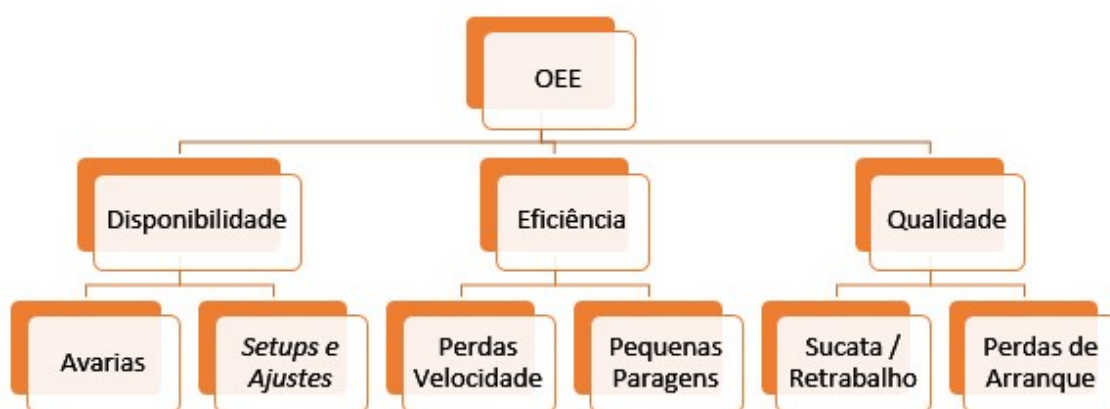 OEE
Disponibilidade
Eficiência
Qualidade
Avarias
Setups e
Ajustes
Perdas
Velocidade
Pequenas
Paragens
Sucata /
Retrabalho
Perdas de
Arranque